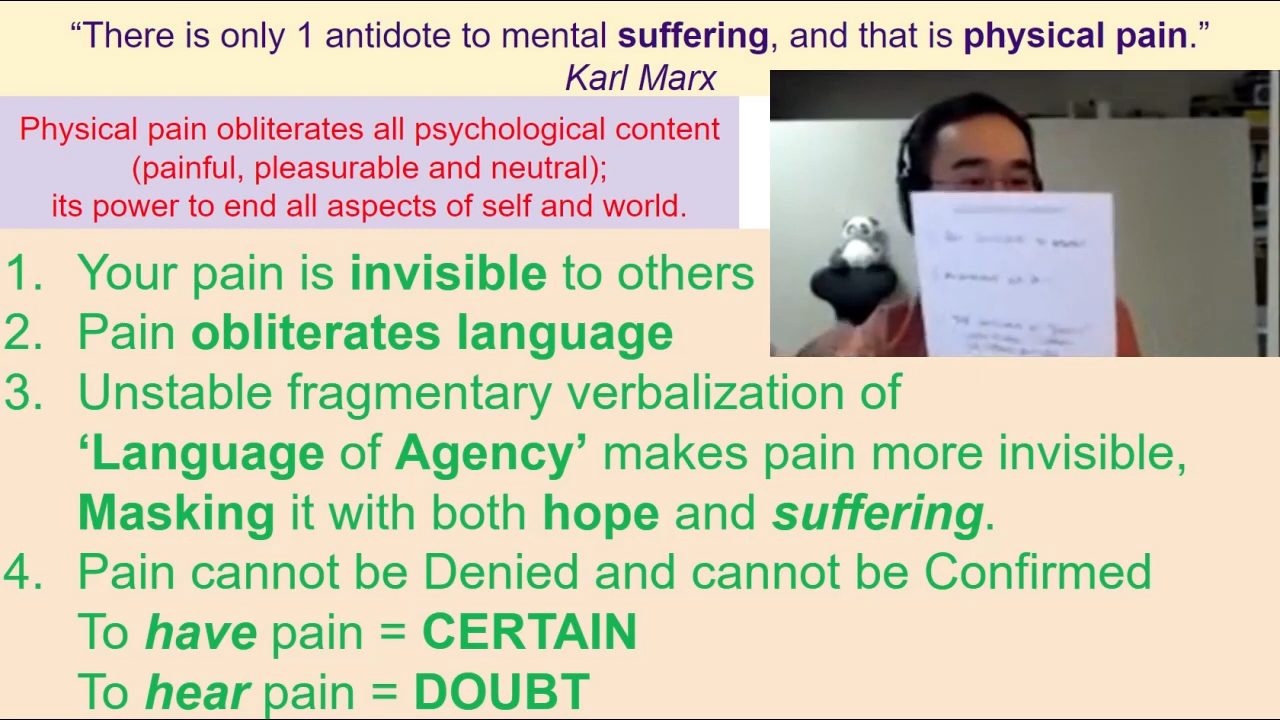 “There is only 1 antidote to mental suffering, and that is physical pain.”
Karl Marx
Physical pain obliterates all psychological content
(painful, pleasurable and neutral);
its power to end all aspects of self and world.
1. Your pain is invisible to others
2. Pain obliterates language
3. Unstable fragmentary verbalization of
‘Language of Agency’ makes pain more invisible,
Masking it with both hope and suffering.
4. Pain cannot be Denied and cannot be Confirmed
To have pain = CERTAIN
To hear pain = DOUBT